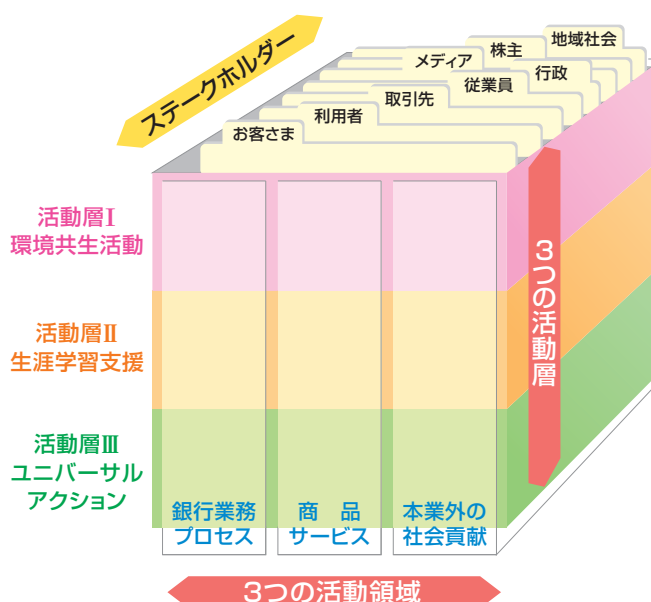 ステークホルダー
地域社会
株主
メディア
行政
従業員
取引先
利用者
お客さま
活動層Ⅰ
環境共生活動
活動層Ⅱ
生涯学習支援
活動層Ⅲ
ユニバーサル
アクション
3つの活動層
銀行業務
プロセス
商品
サービス
本業外の
社会貢献
3つの活動領域